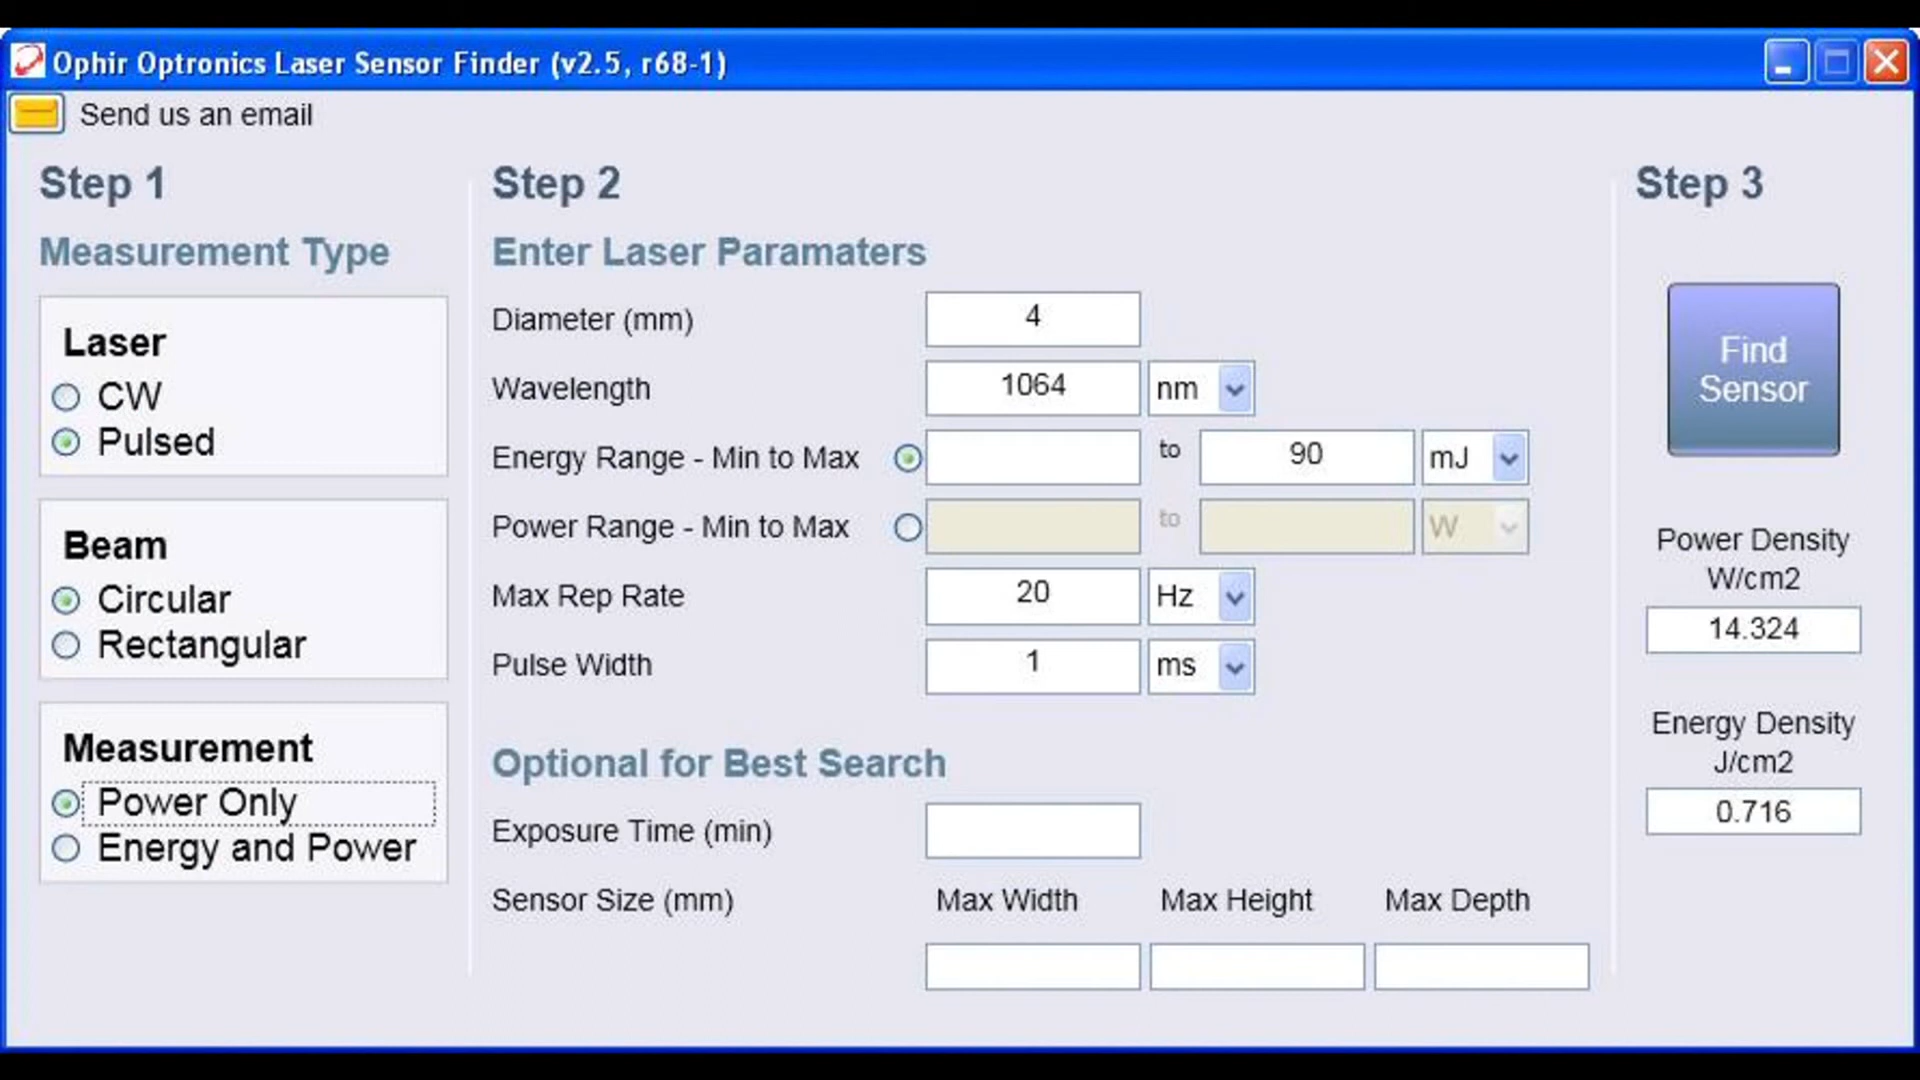 Ophir Optronics Laser Sensor Finder (v2.5, r68-1)
Send us an email
Step 1
Measurement Type
Laser
CW
Pulsed
Beam
Circular
Rectangular
Measurement
Power Only
Energy and Power
Step 2
Enter Laser Paramaters
Diameter (mm) 4
Wavelength 1064 nm
Energy Range - Min to Max to 90 mJ
Power Range - Min to Max to W
Max Rep Rate 20 Hz
Pulse Width 1 ms
Optional for Best Search
Exposure Time (min)
Sensor Size (mm) Max Width Max Height Max Depth
Step 3
Find
Sensor
Power Density
W/cm2
14.324
Energy Density
J/cm2
0.716